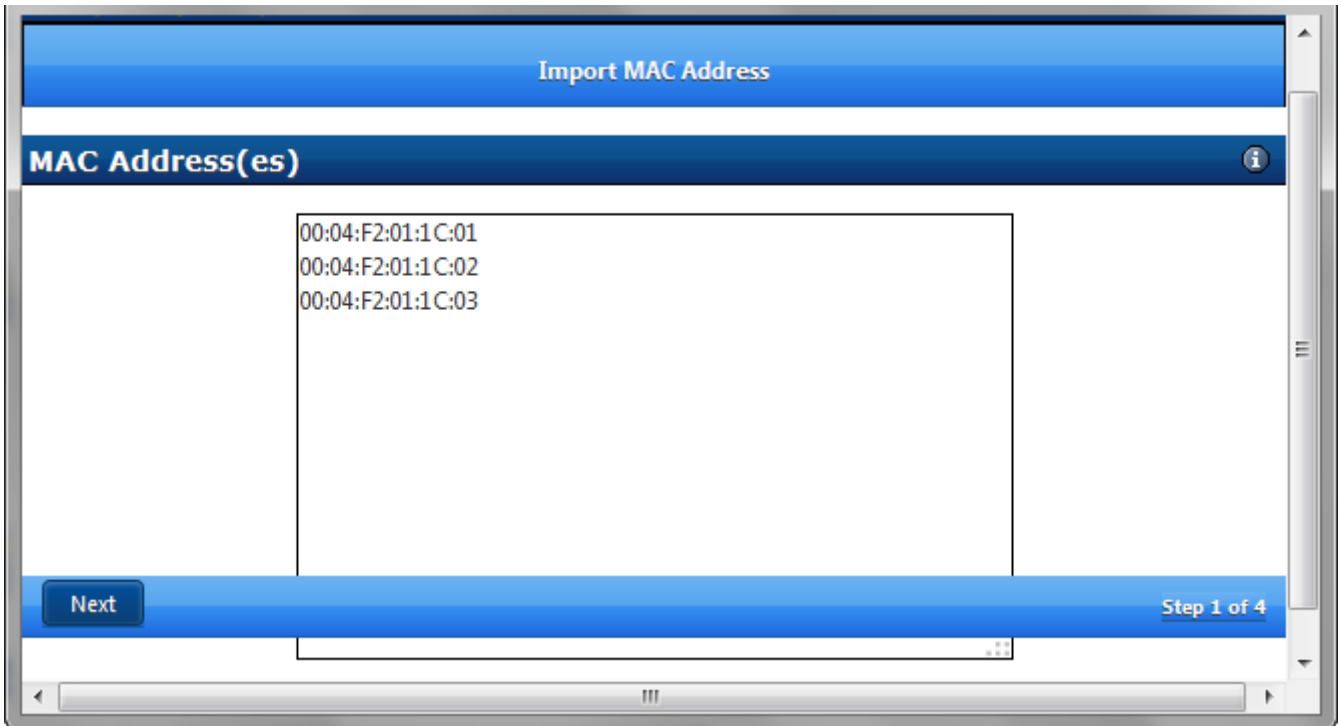 Import MAC Address
MAC Address(es)
00:04:F2:01:1C:01
00:04:F2:01:1C:02
00:04:F2:01:1C:03
Next
Step 1 of 4